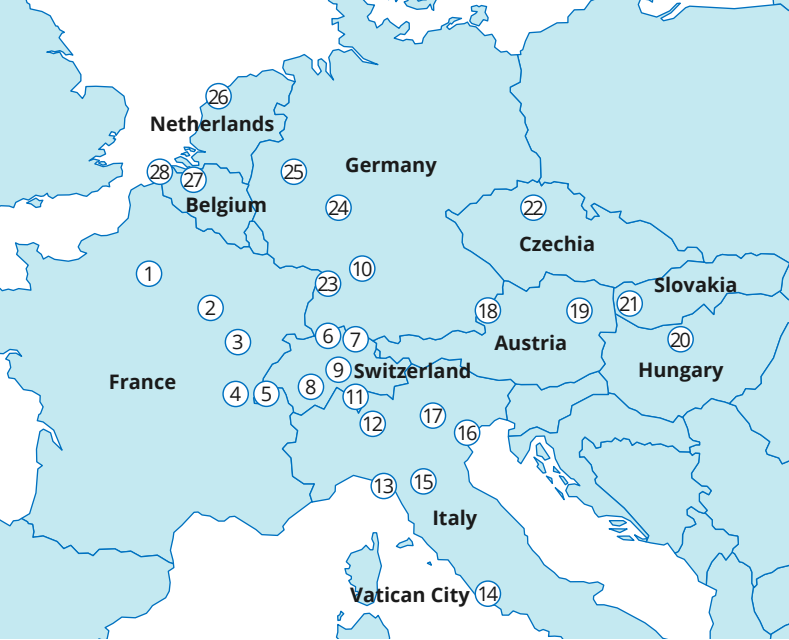 26
Netherlands
28
27
25
Germany
Belgium
24
22
Czechia
1
10
23
Slovakia
2
18
19
21
3
6
7
Austria
20
Hungary
France
9
Switzerland
4
5
8
11
12
17
16
13
15
Italy
Vatican City
14